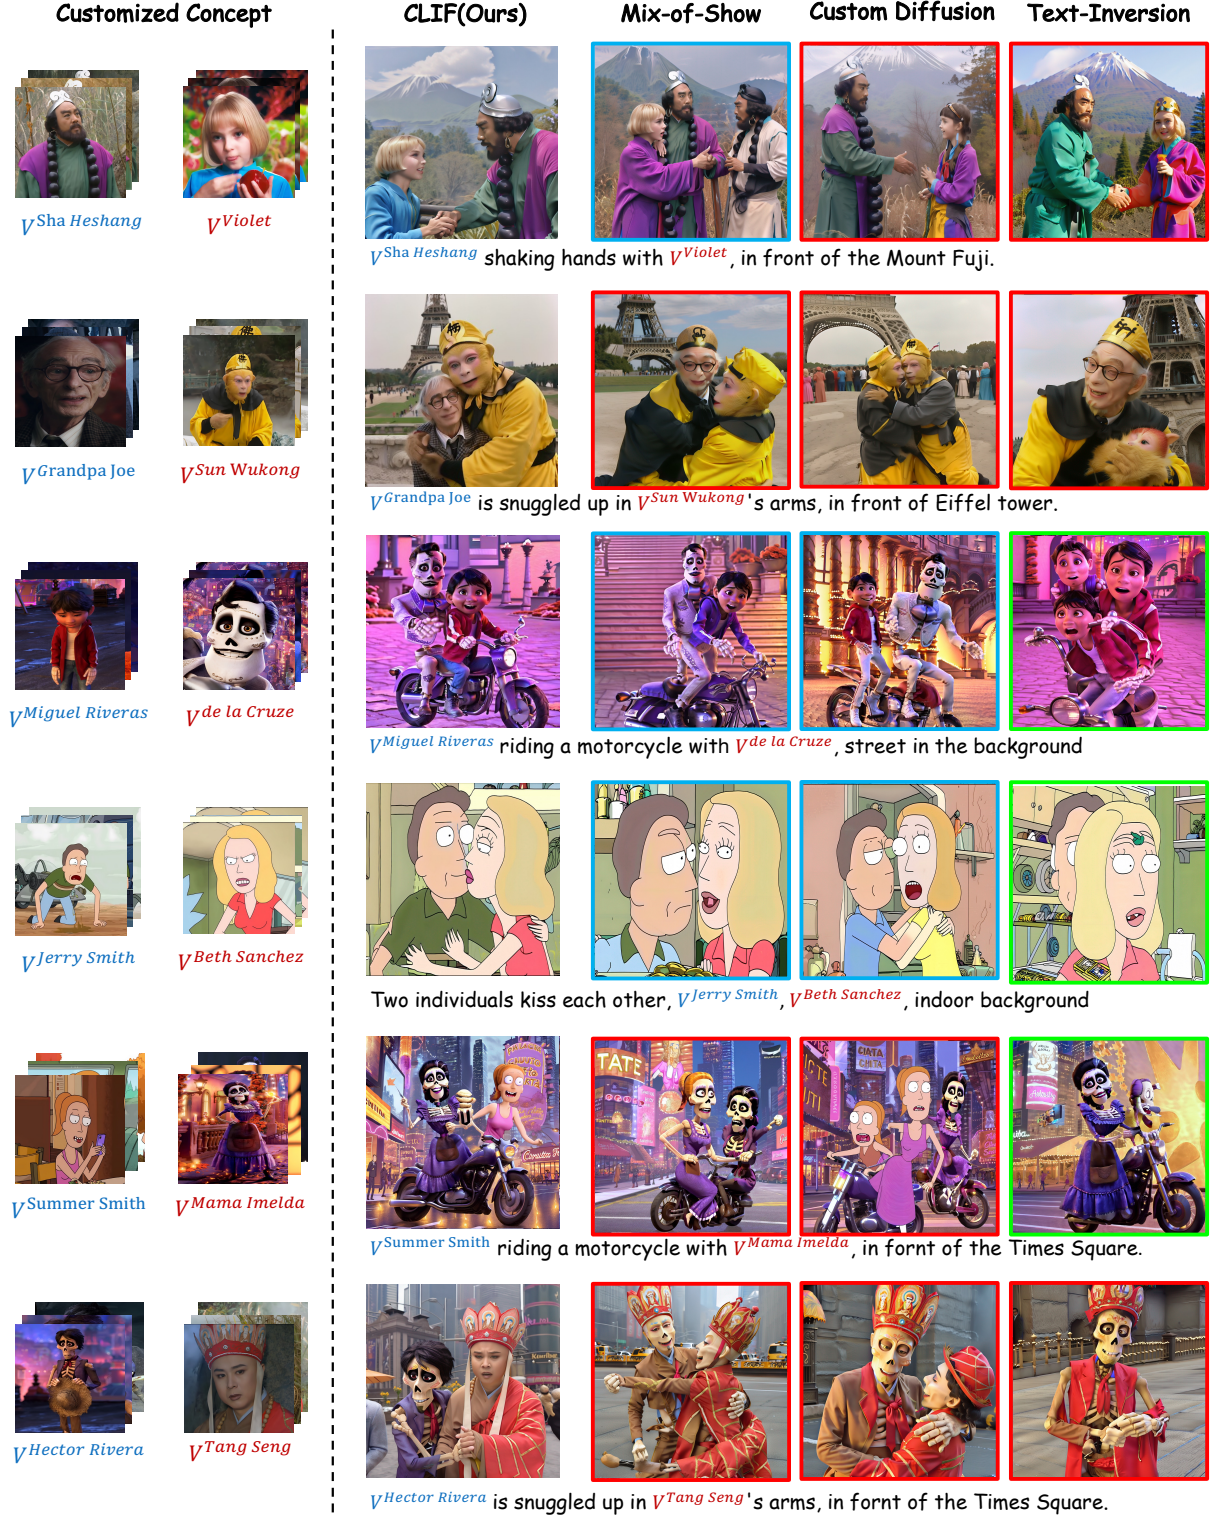 Customized Concept CLIF(Ours) Mix-of-Show Custom Diffusion Text-Inversion
V^Sha Heshang V^Violet
V^Sha Heshang shaking hands with V^Violet, in front of the Mount Fuji.
V^Grandpa Joe V^Sun Wukong
V^Grandpa Joe is snuggled up in V^Sun Wukong's arms, in front of Eiffel tower.
V^Miguel Riveras V^de la Cruze
V^Miguel Riveras riding a motorcycle with V^de la Cruze, street in the background
V^Jerry Smith V^Beth Sanchez
Two individuals kiss each other, V^Jerry Smith, V^Beth Sanchez, indoor background
TATE
V^Summer Smith V^Mama Imelda
V^Summer Smith riding a motorcycle with V^Mama Imelda, in fornt of the Times Square.
V^Hector Rivera V^Tang Seng
V^Hector Rivera is snuggled up in V^Tang Seng's arms, in fornt of the Times Square.